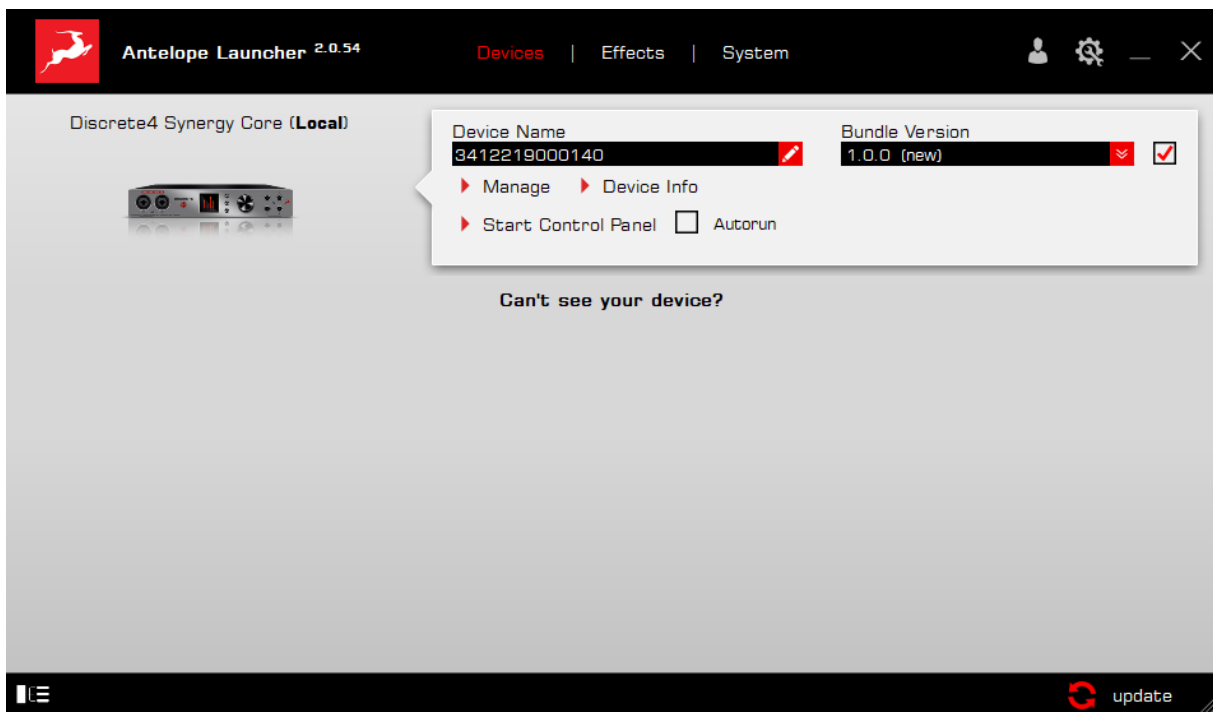 Antelope Launcher 2.0.54
Devices | Effects | System
Discrete4 Synergy Core (Local)
Device Name
Bundle Version
3412219000140
1.0.0 (new)
Manage
Device Info
Start Control Panel
Autorun
Can't see your device?
update